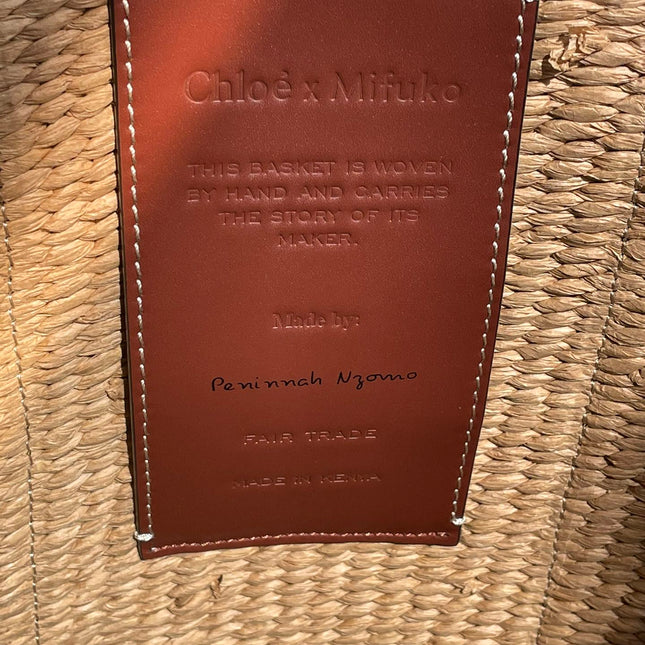 Chloé x Mifuko
THIS BASKET IS WOVEN
BY HAND AND CARRIES
THE STORY OF ITS
MAKER.
Made by:
Peninnah Nzomo
FAIR TRADE
MADE IN KENYA